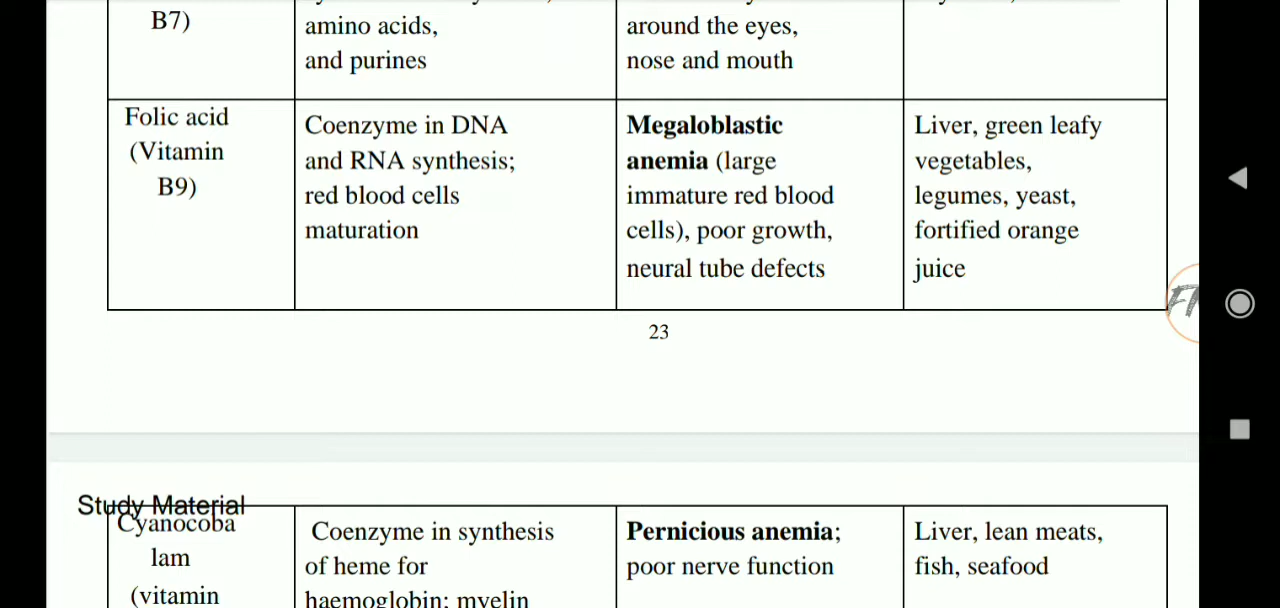 B7)
amino acids,
and purines
around the eyes,
nose and mouth
Folic acid
(Vitamin
B9)
Coenzyme in DNA
and RNA synthesis;
red blood cells
maturation
Megaloblastic
anemia (large
immature red blood
cells), poor growth,
neural tube defects
Liver, green leafy
vegetables,
legumes, yeast,
fortified orange
juice
23
Study Material
Cyanocoba
lam
(vitamin
Coenzyme in synthesis
of heme for
haemoglobin; myelin
Pernicious anemia;
poor nerve function
Liver, lean meats,
fish, seafood